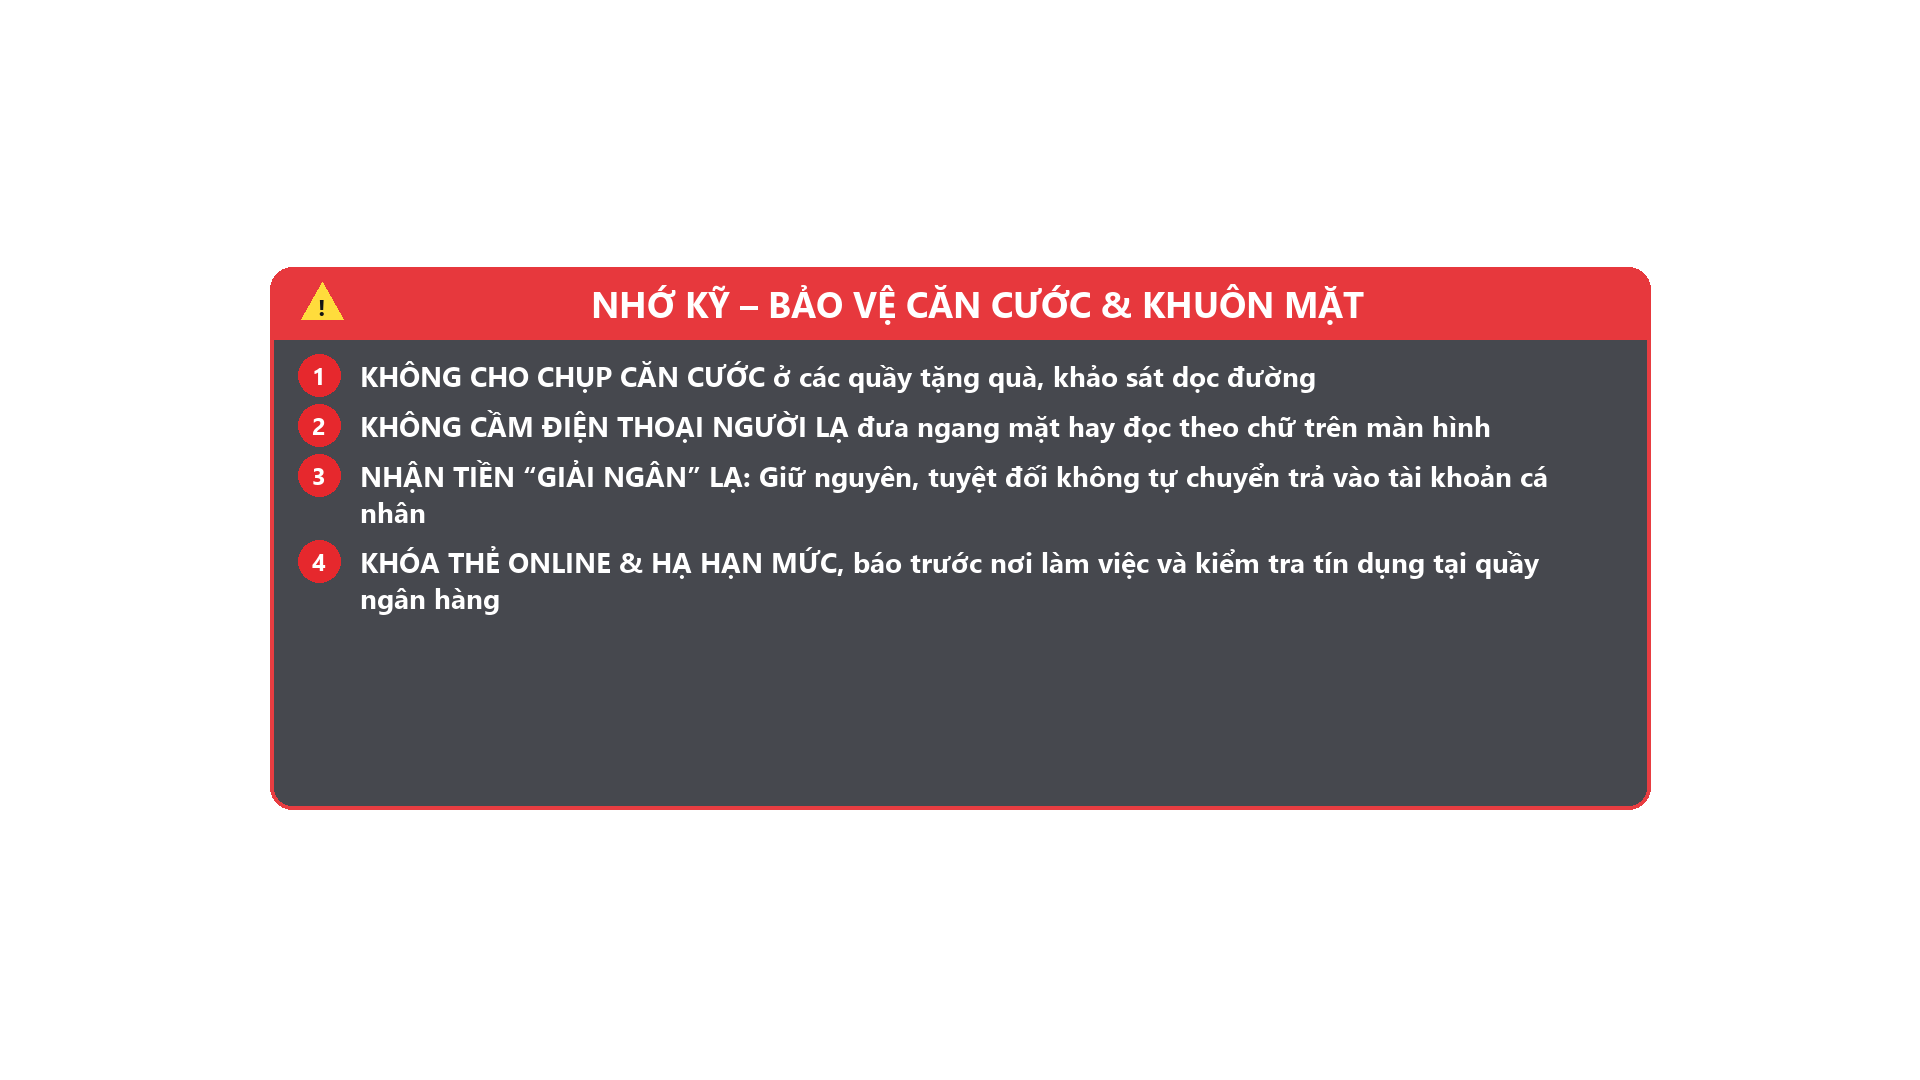 NHỚ KỸ – BẢO VỆ CĂN CƯỚC & KHUÔN MẶT
1 KHÔNG CHO CHỤP CĂN CƯỚC ở các quầy tặng quà, khảo sát dọc đường
2 KHÔNG CẦM ĐIỆN THOẠI NGƯỜI LẠ đưa ngang mặt hay đọc theo chữ trên màn hình
3 NHẬN TIỀN “GIẢI NGÂN” LẠ: Giữ nguyên, tuyệt đối không tự chuyển trả vào tài khoản cá
nhân
4 KHÓA THẺ ONLINE & HẠ HẠN MỨC, báo trước nơi làm việc và kiểm tra tín dụng tại quầy
ngân hàng